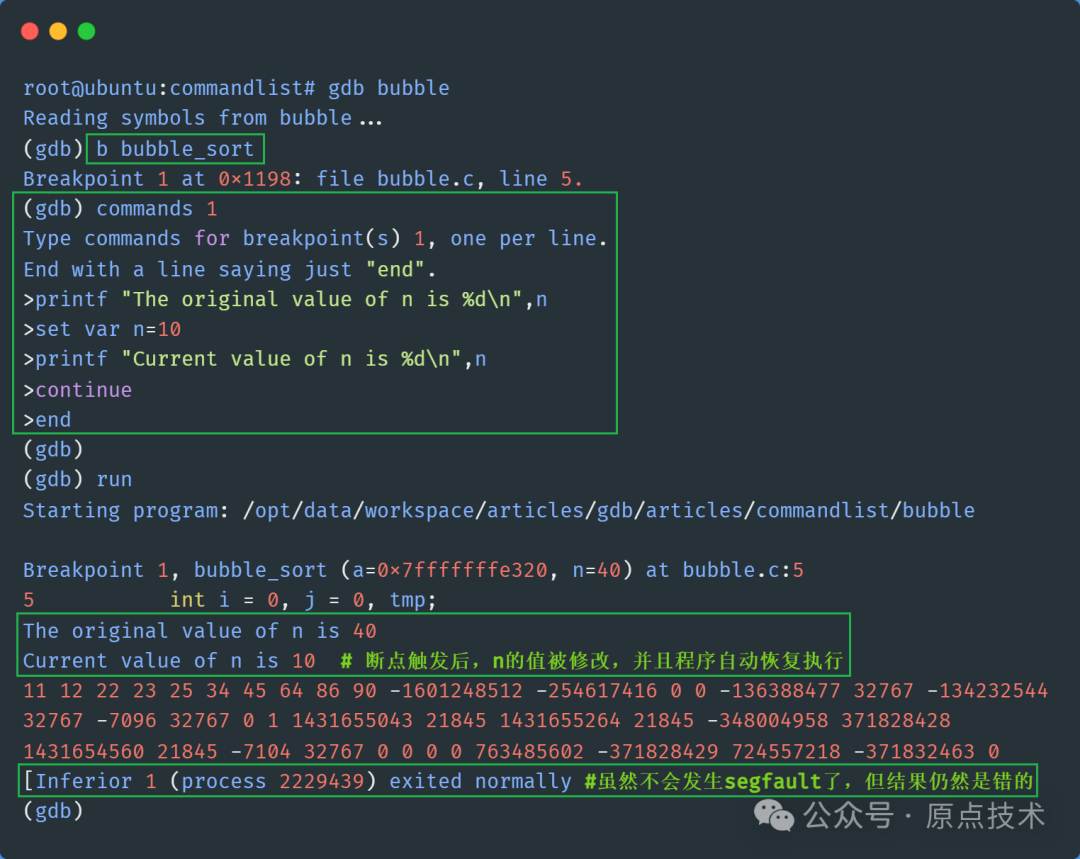 root@ubuntu:commandlist# gdb bubble
Reading symbols from bubble...
(gdb) b bubble_sort
Breakpoint 1 at 0×1198: file bubble.c, line 5.
(gdb) commands 1
Type commands for breakpoint(s) 1, one per line.
End with a line saying just "end".
>printf "The original value of n is %d\n",n
>set var n=10
>printf "Current value of n is %d\n",n
>continue
>end
(gdb)
(gdb) run
Starting program: /opt/data/workspace/articles/gdb/articles/commandlist/bubble
Breakpoint 1, bubble_sort (a=0×7fffffffe320, n=40) at bubble.c:5
5 int i = 0, j = 0, tmp;
The original value of n is 40
Current value of n is 10 # 断点触发后，n的值被修改，并且程序自动恢复执行
11 12 22 23 25 34 45 64 86 90 -1601248512 -254617416 0 0 -136388477 32767 -134232544
32767 -7096 32767 0 1 1431655043 21845 1431655264 21845 -348004958 371828428
1431654560 21845 -7104 32767 0 0 0 0 763485602 -371828429 724557218 -371832463 0
[Inferior 1 (process 2229439) exited normally #虽然不会发生segfault了，但结果仍然是错的
(gdb)
公众号 · 原点技术